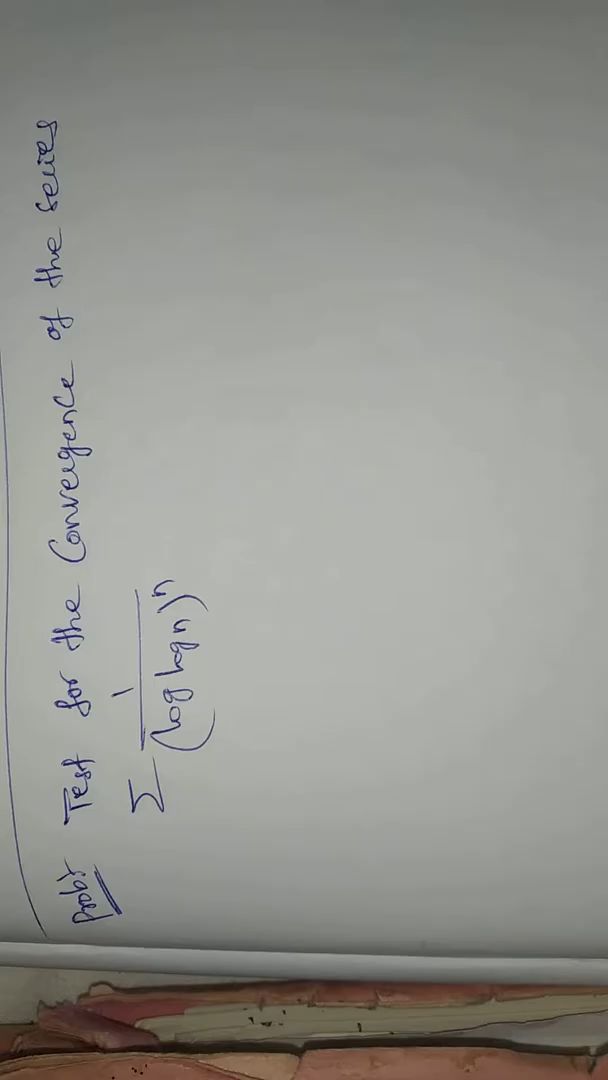 Prob:- Test for the Convergence of the series
∑ 1/(log log n)^n